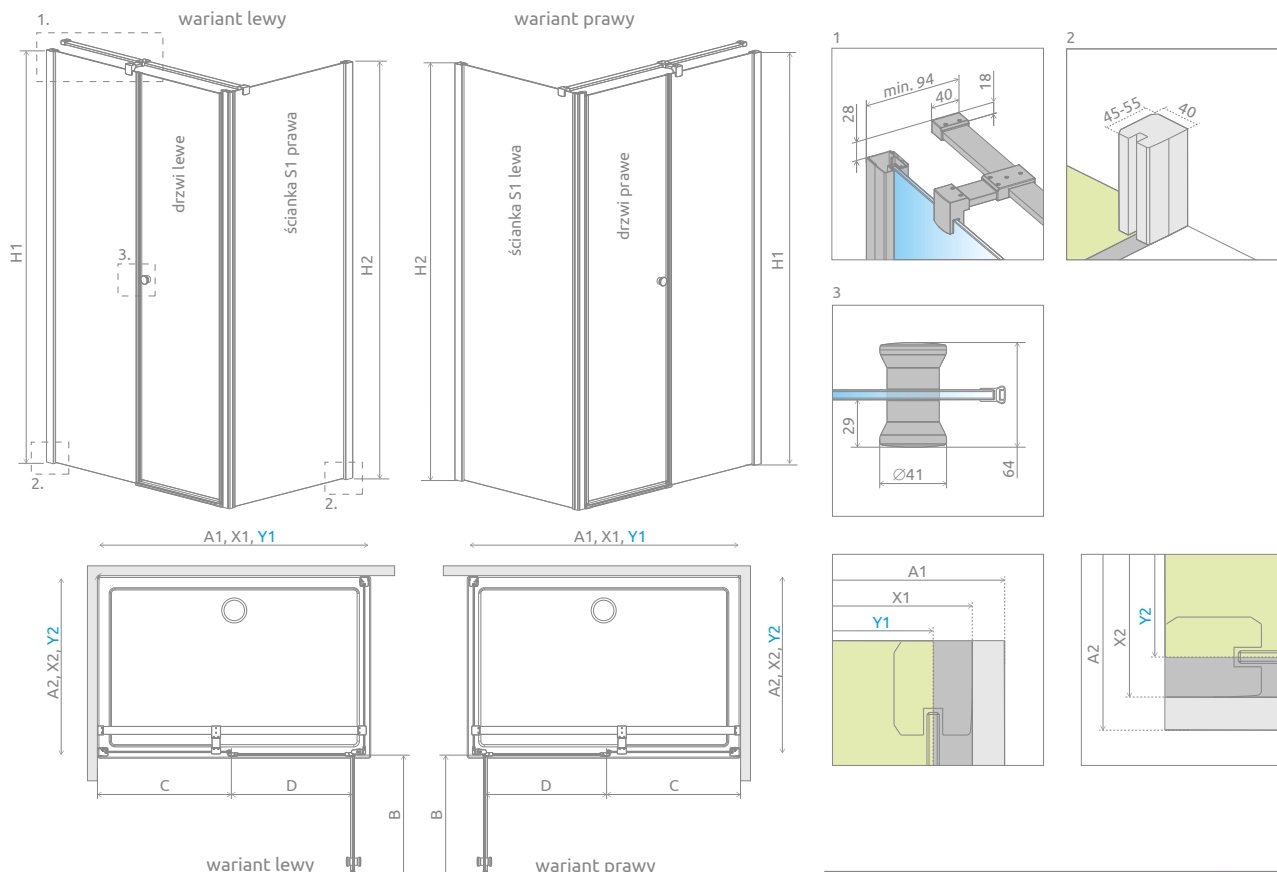 1.
wariant lewy
H1
drzwi lewe
ścianka S1 prawa
H2
3.
2.
2.
wariant prawy
H2
ścianka S1 lewa
drzwi prawe
H1
1
28
min. 94
40
18
2
45-55
40
3
29
Ø41
64
A1, X1, Y1
A2, X2, Y2
C
D
B
wariant lewy
A1, X1, Y1
A2, X2, Y2
D
C
B
wariant prawy
A1
X1
Y1
A2
X2
Y2